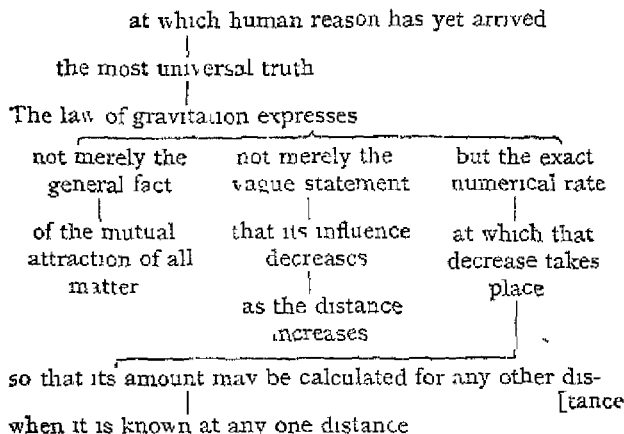 at which human reason has yet arrived
the most universal truth
The law of gravitation expresses
not merely the general fact
not merely the vague statement
but the exact numerical rate
of the mutual attraction of all matter
that its influence decreases
at which that decrease takes place
as the distance increases
so that its amount may be calculated for any other dis-
[tance
when it is known at any one distance